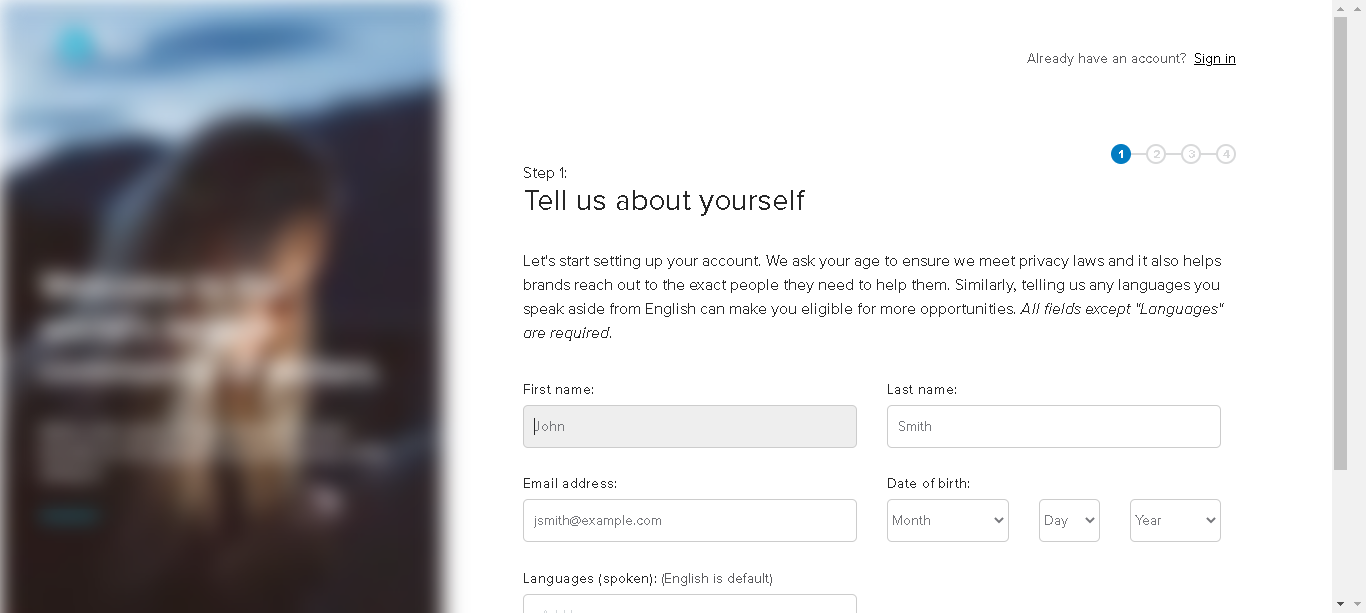 Already have an account? Sign in
1 2 3 4
Step 1:
Tell us about yourself
Let's start setting up your account. We ask your age to ensure we meet privacy laws and it also helps
brands reach out to the exact people they need to help them. Similarly, telling us any languages you
speak aside from English can make you eligible for more opportunities. All fields except "Languages"
are required.
First name: Last name:
John Smith
Email address: Date of birth:
jsmith@example.com Month Day Year
Languages (spoken): (English is default)